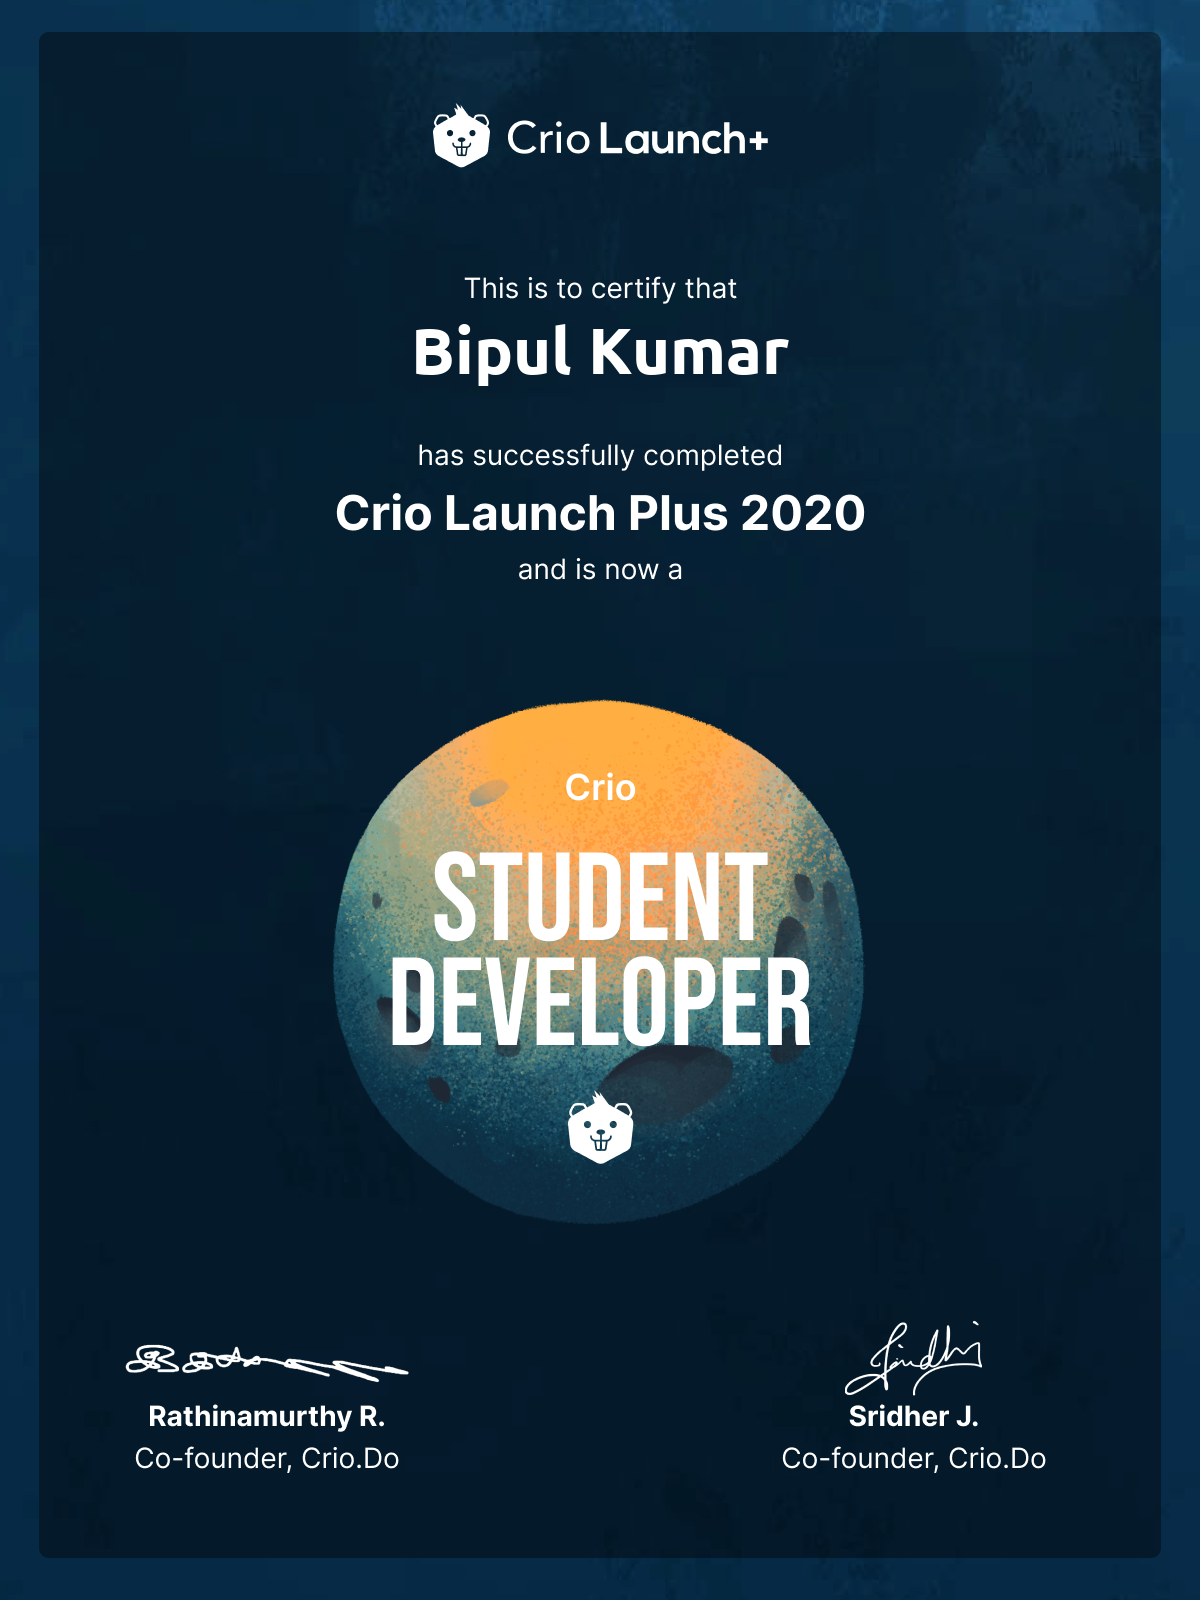 Crio Launch+
This is to certify that
Bipul Kumar
has successfully completed
Crio Launch Plus 2020
and is now a
Crio
STUDENT
DEVELOPER
Rathinamurthy R.
Co-founder, Crio.Do
Sridher J.
Co-founder, Crio.Do